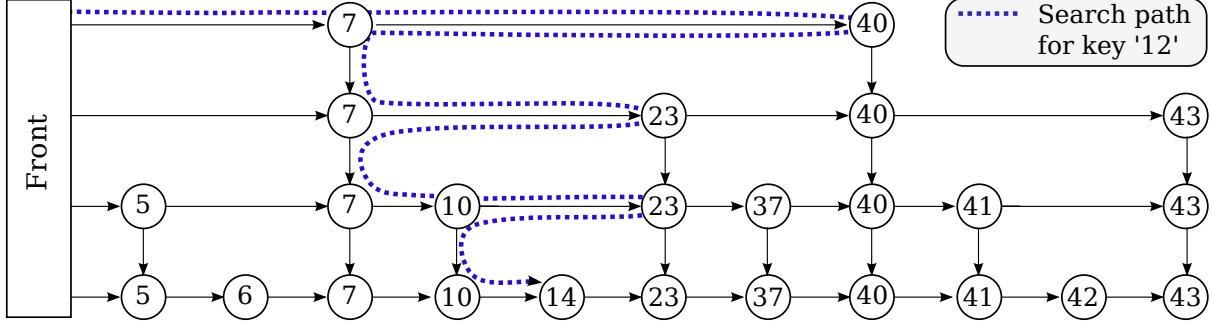 Front
7 40
Search path
for key '12'
7 23 40 43
5 7 10 23 37 40 41 43
5 6 7 10 14 23 37 40 41 42 43